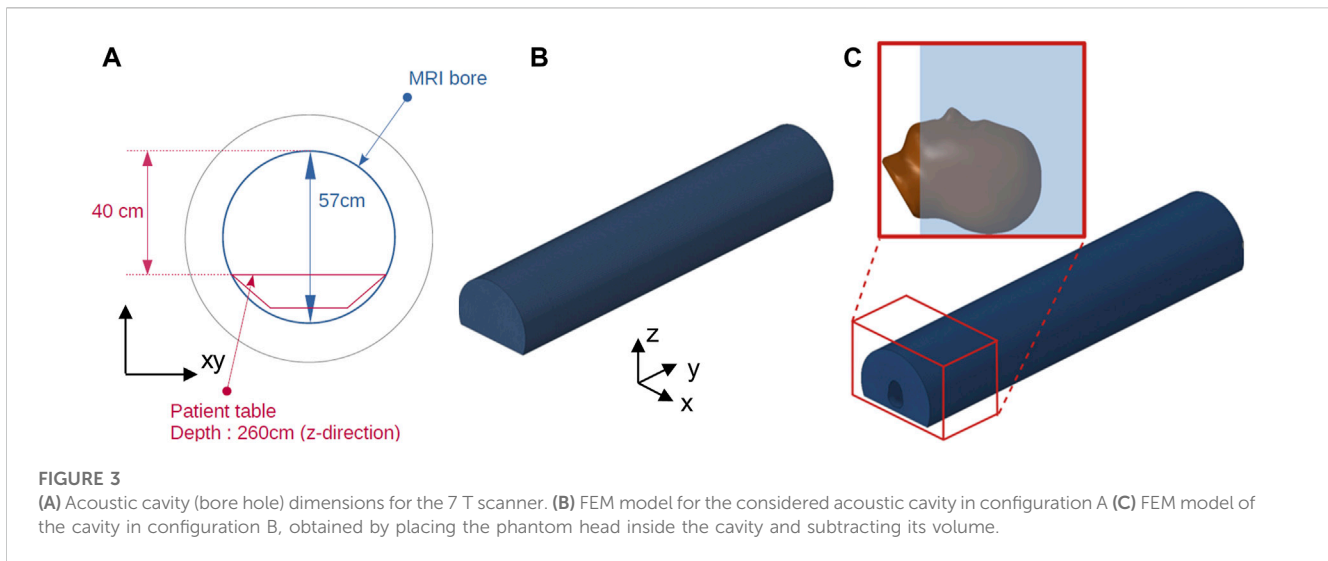 A
MRI bore
40 cm
57cm
xy
Patient table
Depth : 260cm (z-direction)
B
z
y
x
C
FIGURE 3
(A) Acoustic cavity (bore hole) dimensions for the 7 T scanner. (B) FEM model for the considered acoustic cavity in configuration A (C) FEM model of
the cavity in configuration B, obtained by placing the phantom head inside the cavity and subtracting its volume.